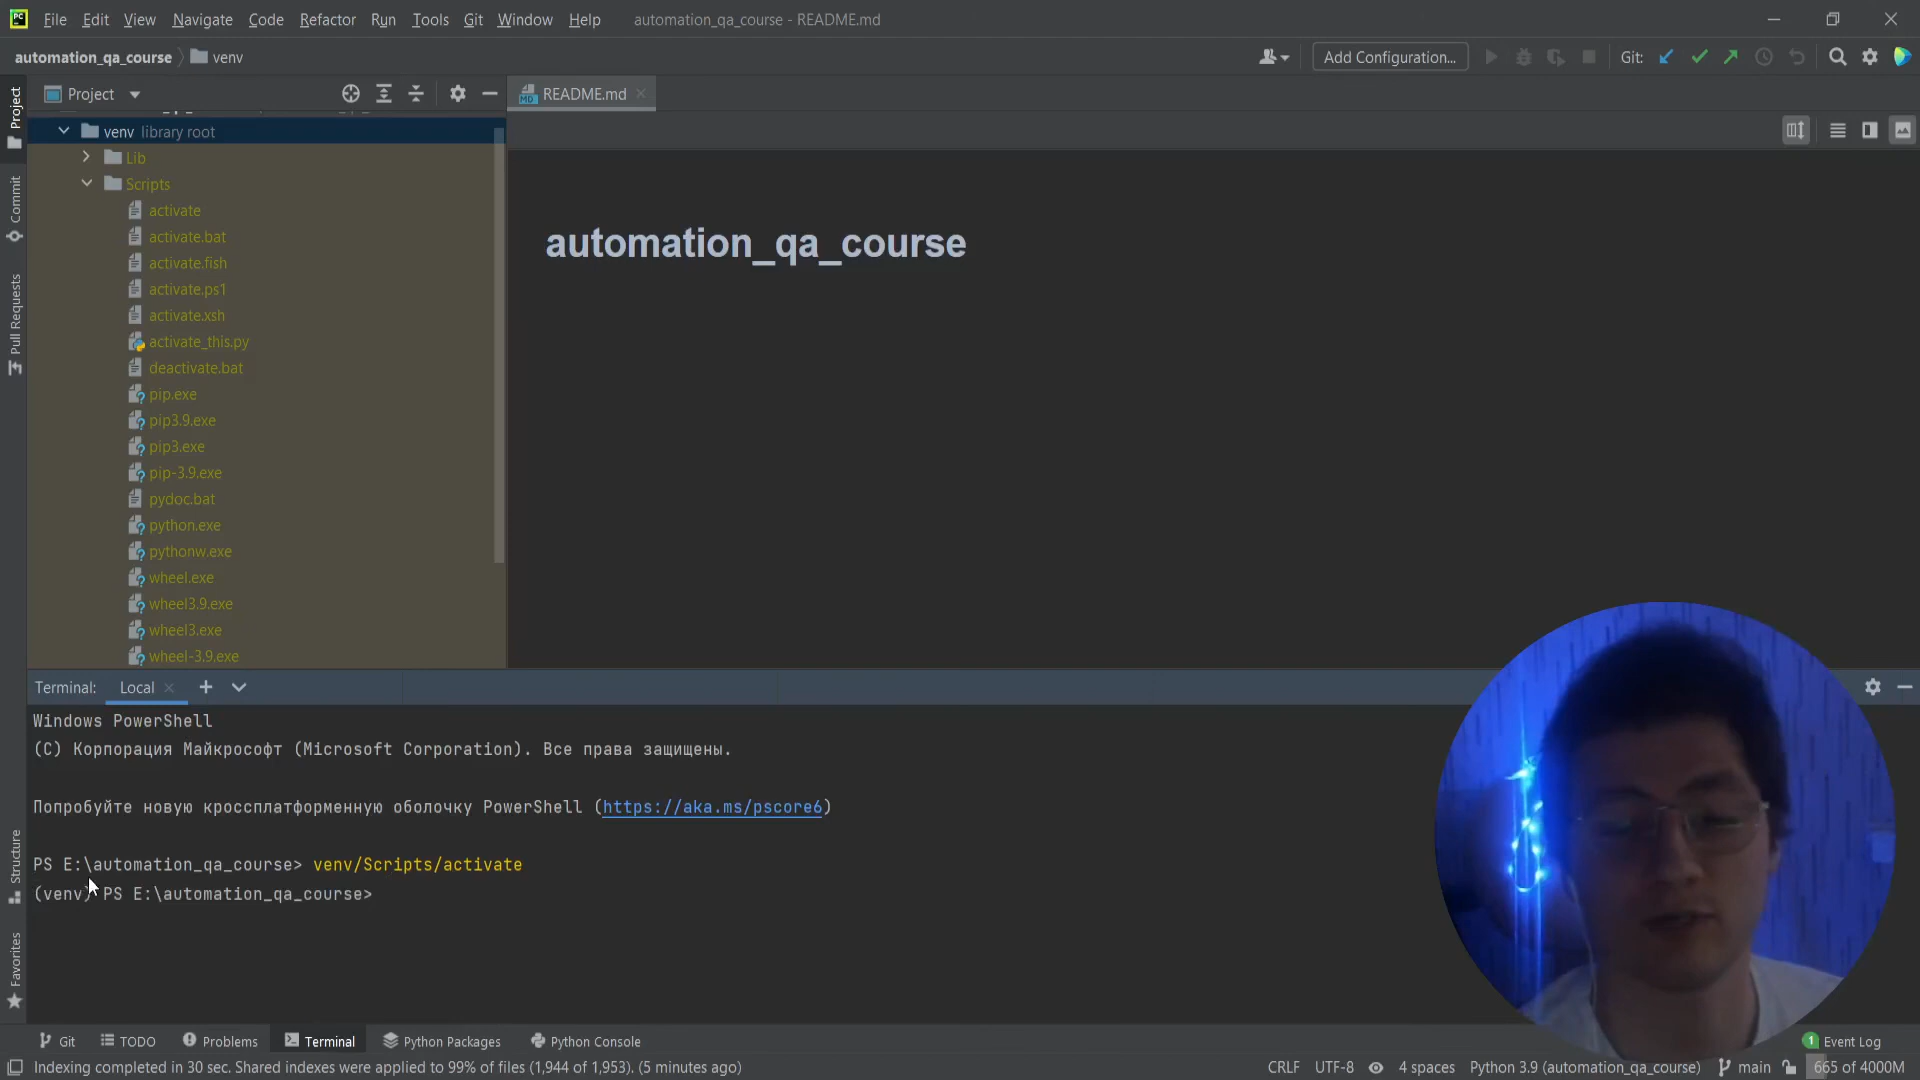 File Edit View Navigate Code Refactor Run Tools Git Window Help automation_qa_course - README.md
automation_qa_course venv Add Configuration... Git:
Project README.md
venv library root
Lib
Scripts
activate
activate.bat
activate.fish
activate.ps1
activate.xsh
activate_this.py
deactivate.bat
pip.exe
pip3.9.exe
pip3.exe
pip-3.9.exe
pydoc.bat
python.exe
pythonw.exe
wheel.exe
wheel3.9.exe
wheel3.exe
wheel-3.9.exe
automation_qa_course
Project
Commit
Pull Requests
Structure
Favorites
Terminal: Local
Windows PowerShell
(C) Корпорация Майкрософт (Microsoft Corporation). Все права защищены.
Попробуйте новую кроссплатформенную оболочку PowerShell (https://aka.ms/pscore6)
PS E:\automation_qa_course> venv/Scripts/activate
(venv) PS E:\automation_qa_course>
Git TODO Problems Terminal Python Packages Python Console 1 Event Log
Indexing completed in 30 sec. Shared indexes were applied to 99% of files (1,944 of 1,953). (5 minutes ago) CRLF UTF-8 4 spaces Python 3.9 (automation_qa_course) main 665 of 4000M